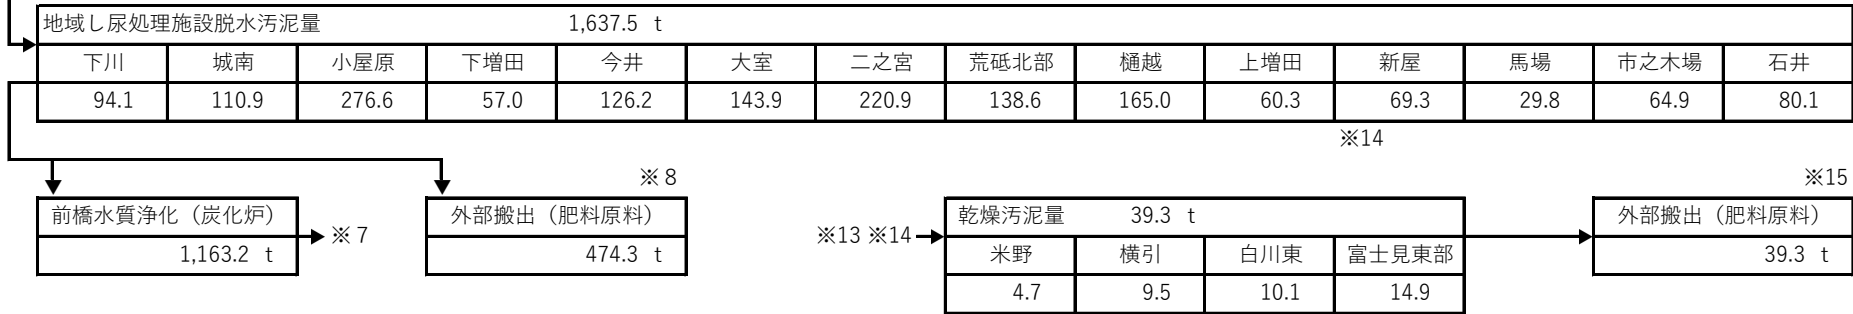 地域し尿処理施設脱水汚泥量 1,637.5 t
下川 城南 小屋原 下増田 今井 大室 二之宮 荒砥北部 樋越 上増田 新屋 馬場 市之木場 石井
94.1 110.9 276.6 57.0 126.2 143.9 220.9 138.6 165.0 60.3 69.3 29.8 64.9 80.1
※14
※８ ※15
前橋水質浄化（炭化炉） 外部搬出（肥料原料） 乾燥汚泥量 39.3 t 外部搬出（肥料原料）
1,163.2 t ※７ 474.3 t ※13 ※14 米野 横引 白川東 富士見東部 39.3 t
4.7 9.5 10.1 14.9